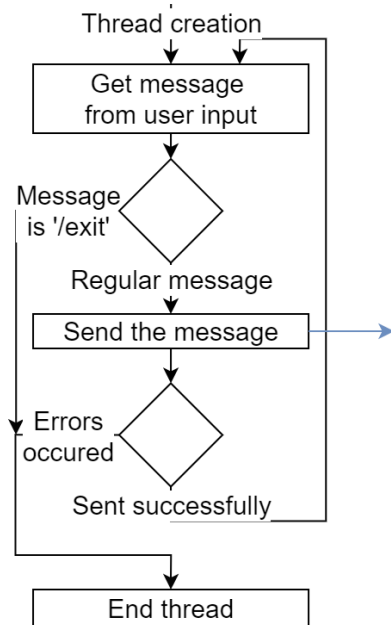 Thread creation
Get message
from user input
Message
is '/exit'
Regular message
Send the message
Errors
occured
Sent successfully
End thread